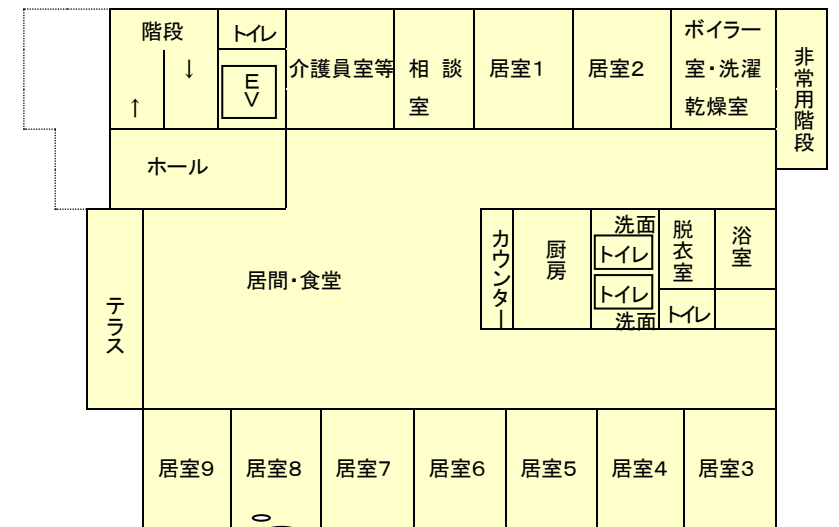 階段
トイレ
ボイラー
室・洗濯
乾燥室
↓
↑
EV
介護員室等
相談
室
居室1
居室2
非常用階段
ホール
テラス
居間・食堂
カウンター
厨房
洗面
トイレ
トイレ
洗面
脱衣室
浴室
トイレ
居室9
居室8
居室7
居室6
居室5
居室4
居室3